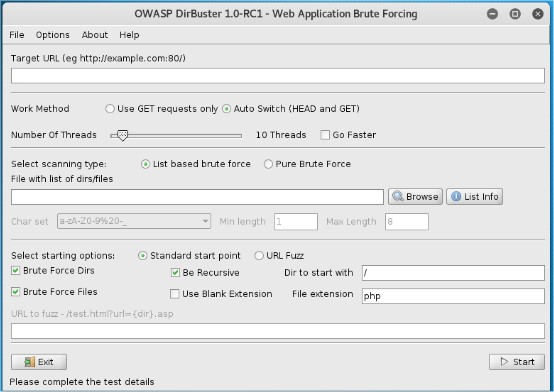 OWASP DirBuster 1.0-RC1 - Web Application Brute Forcing
File Options About Help
Target URL (eg http://example.com:80/)
Work Method Use GET requests only Auto Switch (HEAD and GET)
Number Of Threads 10 Threads Go Faster
Select scanning type: List based brute force Pure Brute Force
File with list of dirs/files
Browse List Info
Char set a-zA-Z0-9%20-_ Min length 1 Max Length 8
Select starting options: Standard start point URL Fuzz
Brute Force Dirs Be Recursive Dir to start with /
Brute Force Files Use Blank Extension File extension php
URL to fuzz - /test.html?url={dir}.asp
Exit Start
Please complete the test details